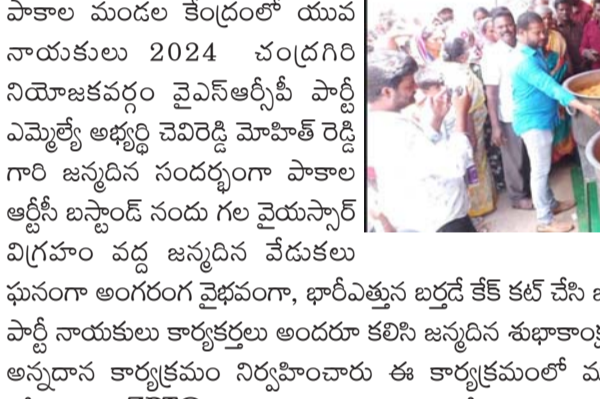 పాకాల మండల కేంద్రంలో యువ
నాయకులు 2024 చంద్రగిరి
నియోజకవర్గం వైఎస్ఆర్సీపీ పార్టీ
ఎమ్మెల్యే అభ్యర్థి చెవిరెడ్డి మోహిత్ రెడ్డి
గారి జన్మదిన సందర్భంగా పాకాల
ఆర్టీసీ బస్టాండ్ నందు గల వైయస్సార్
విగ్రహం వద్ద జన్మదిన వేడుకలు
ఘనంగా అంగరంగ వైభవంగా, భారీఎత్తున బర్తడే కేక్ కట్ చేసి
పార్టీ నాయకులు కార్యకర్తలు అందరూ కలిసి జన్మదిన
అన్నదాన కార్యక్రమం నిర్వహించారు ఈ కార్యక్రమంలో